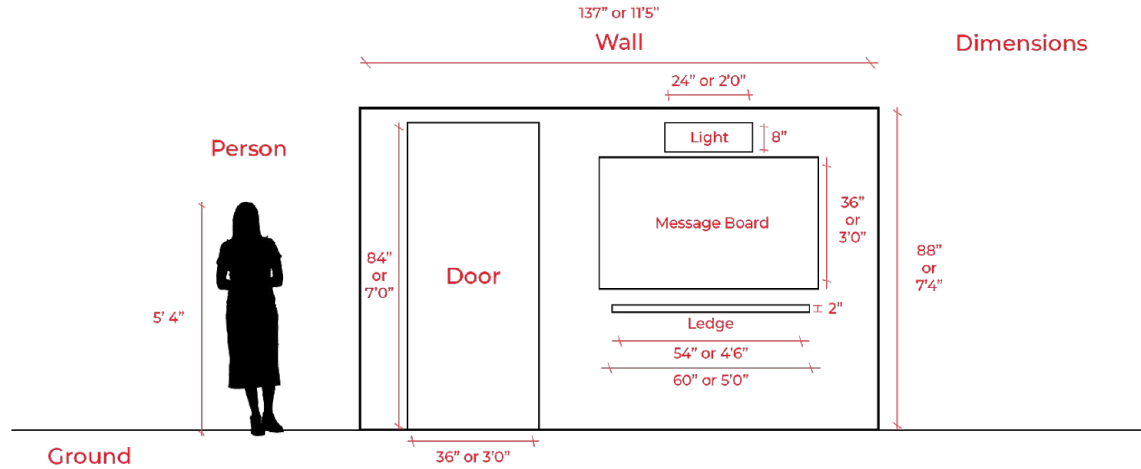 137” or 11’5”
Wall
Dimensions
24” or 2’0”
Light
8”
Person
Message Board
36”
or
3’0”
84”
or
7’0”
Door
88”
or
7’4”
5’ 4”
2”
Ledge
54” or 4’6”
60” or 5’0”
36” or 3’0”
Ground